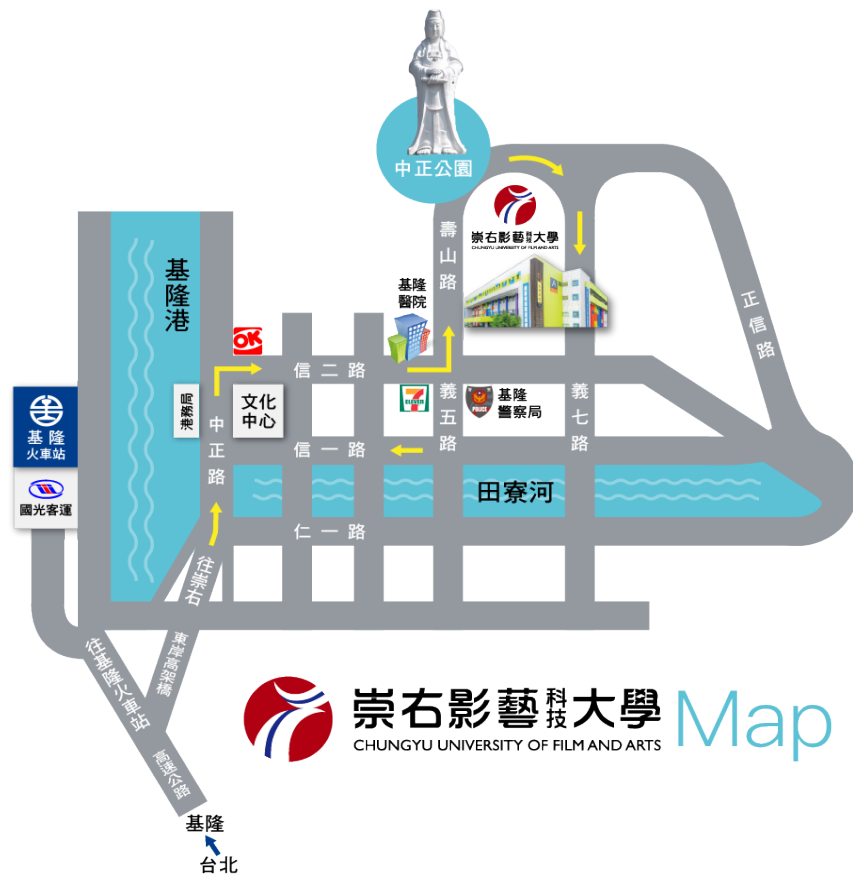 中正公園
崇右影藝科技大學
CHUNGYU UNIVERSITY OF FILM AND ARTS
壽山路
基隆港
正信路
基隆
醫院
OK
信二路
港務局
中正路
文化
中心
7
ELEVEN
義五路
POLICE
基隆
警察局
義七路
基隆
火車站
國光客運
信一路
田寮河
仁一路
往崇右
東岸高架橋
往基隆火車站
高速公路
基隆
台北
崇右影藝科技大學
CHUNGYU UNIVERSITY OF FILM AND ARTS
Map